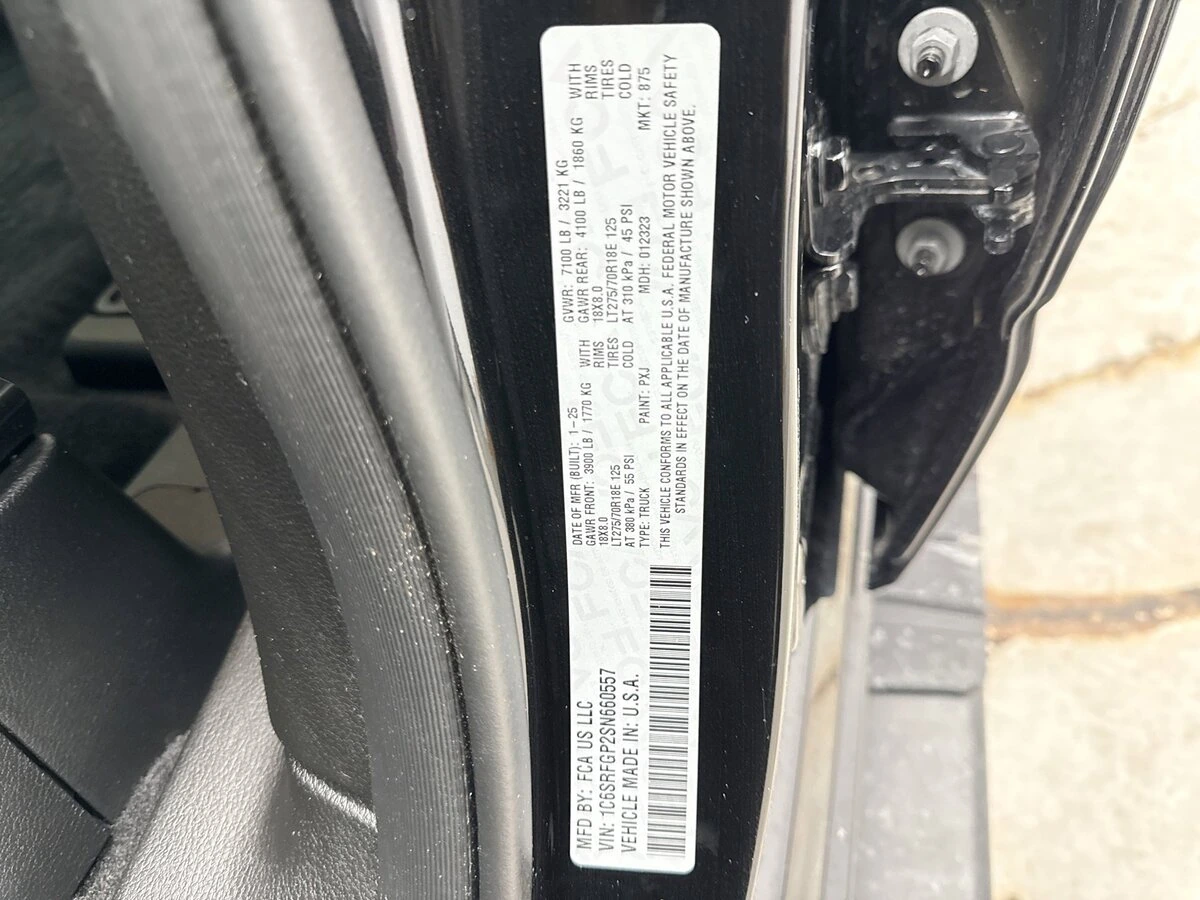 MFD BY: FCA US LLC
VIN: 1C6SRFGP2SN660557
VEHICLE MADE IN: U.S.A.
DATE OF MFR (BUILT): 1-25 GVWR: 7100 LB / 3221 KG
GAWR FRONT: 3900 LB / 1770 KG WITH GAWR REAR: 4100 LB / 1860 KG WITH
18X8.0 RIMS 18X8.0 RIMS
LT275/70R18E 125 TIRES LT275/70R18E 125 TIRES
AT 380 kPa / 55 PSI COLD AT 310 kPa / 45 PSI COLD
TYPE: TRUCK PAINT: PXJ MDH: 012323 MKT: 875
THIS VEHICLE CONFORMS TO ALL APPLICABLE U.S.A. FEDERAL MOTOR VEHICLE SAFETY
STANDARDS IN EFFECT ON THE DATE OF MANUFACTURE SHOWN ABOVE.